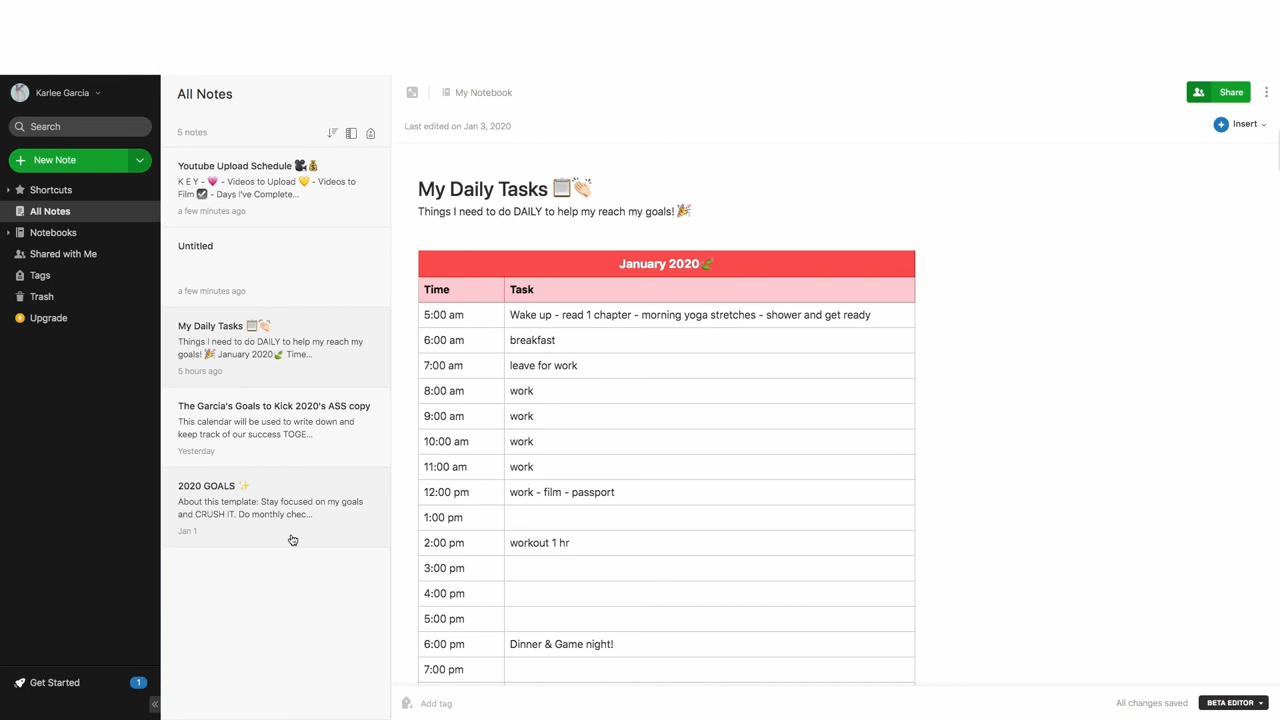 Karlee Garcia
Search
New Note
Shortcuts
All Notes
Notebooks
Shared with Me
Tags
Trash
Upgrade
Get Started
1
All Notes
5 notes
Youtube Upload Schedule 🎥💰
K E Y - 💗 - Videos to Upload 💛 - Videos to
Film ☑️ - Days I've Complete...
a few minutes ago
Untitled
a few minutes ago
My Daily Tasks 📋👏🏻
Things I need to do DAILY to help my reach my
goals! 🎉 January 2020🌿 Time...
5 hours ago
The Garcia's Goals to Kick 2020's ASS copy
This calendar will be used to write down and
keep track of our success TOGE...
Yesterday
2020 GOALS ✨
About this template: Stay focused on my goals
and CRUSH IT. Do monthly chec...
Jan 1
My Notebook
Share
Last edited on Jan 3, 2020
Insert
My Daily Tasks 📋👏🏻
Things I need to do DAILY to help my reach my goals! 🎉
January 2020🌿
Time Task
5:00 am Wake up - read 1 chapter - morning yoga stretches - shower and get ready
6:00 am breakfast
7:00 am leave for work
8:00 am work
9:00 am work
10:00 am work
11:00 am work
12:00 pm work - film - passport
1:00 pm
2:00 pm workout 1 hr
3:00 pm
4:00 pm
5:00 pm
6:00 pm Dinner & Game night!
7:00 pm
Add tag
All changes saved
BETA EDITOR